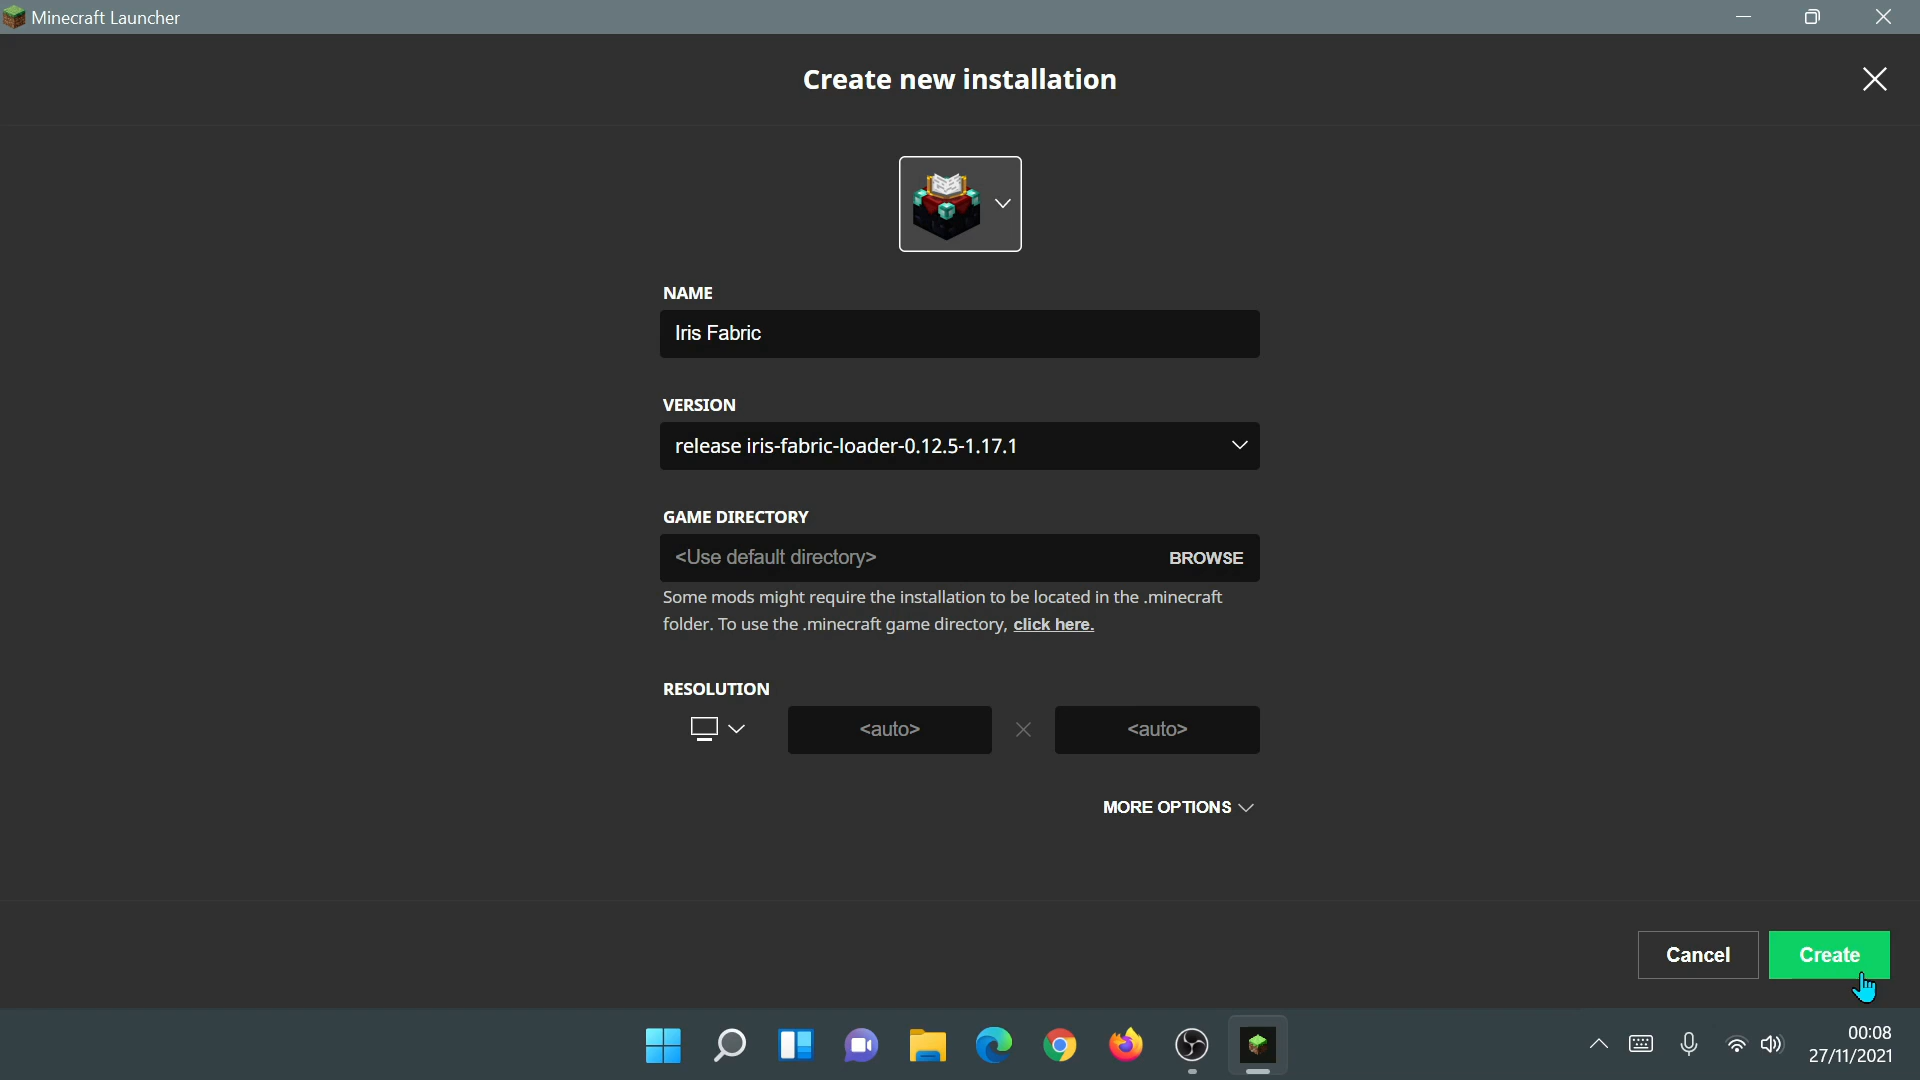 Minecraft Launcher
Create new installation
NAME
Iris Fabric
VERSION
release iris-fabric-loader-0.12.5-1.17.1
GAME DIRECTORY
<Use default directory>
BROWSE
Some mods might require the installation to be located in the .minecraft
folder. To use the .minecraft game directory, click here.
RESOLUTION
<auto>
<auto>
MORE OPTIONS
Cancel
Create
00:08
27/11/2021